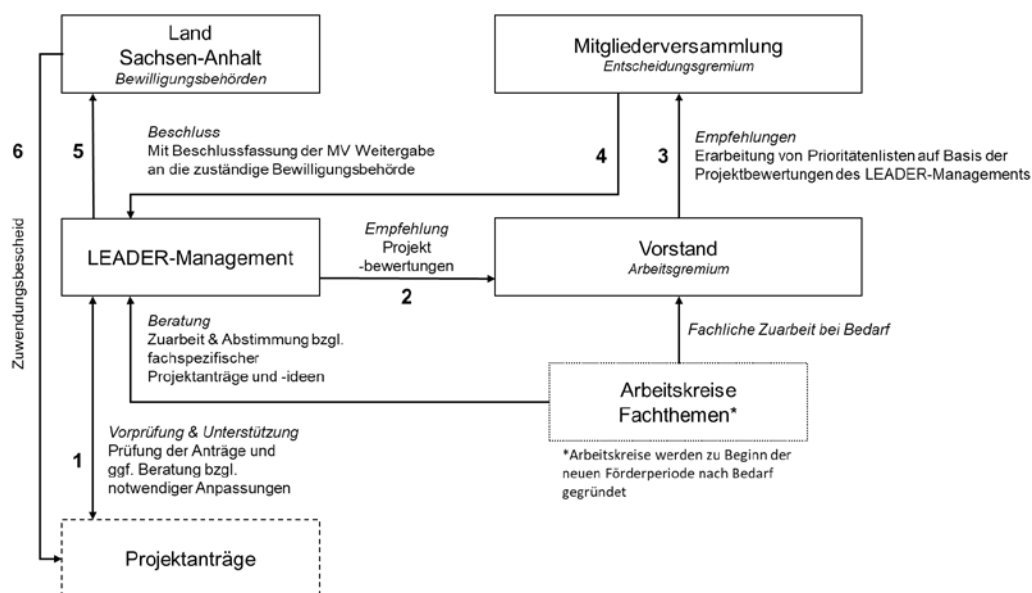 Land
Sachsen-Anhalt
Bewilligungsbehörden
Mitgliederversammlung
Entscheidungsgremium
6
5
Beschluss
Mit Beschlussfassung der MV Weitergabe
an die zuständige Bewilligungsbehörde
4
3
Empfehlungen
Erarbeitung von Prioritätenlisten auf Basis der
Projektbewertungen des LEADER-Managements
Zuwendungsbescheid
LEADER-Management
Empfehlung
Projekt
-bewertungen
2
Vorstand
Arbeitsgremium
Beratung
Zuarbeit & Abstimmung bzgl.
fachspezifischer
Projektanträge und -ideen
Fachliche Zuarbeit bei Bedarf
Arbeitskreise
Fachthemen*
*Arbeitskreise werden zu Beginn der
neuen Förderperiode nach Bedarf
gegründet
1
Vorprüfung & Unterstützung
Prüfung der Anträge und
ggf. Beratung bzgl.
notwendiger Anpassungen
Projektanträge